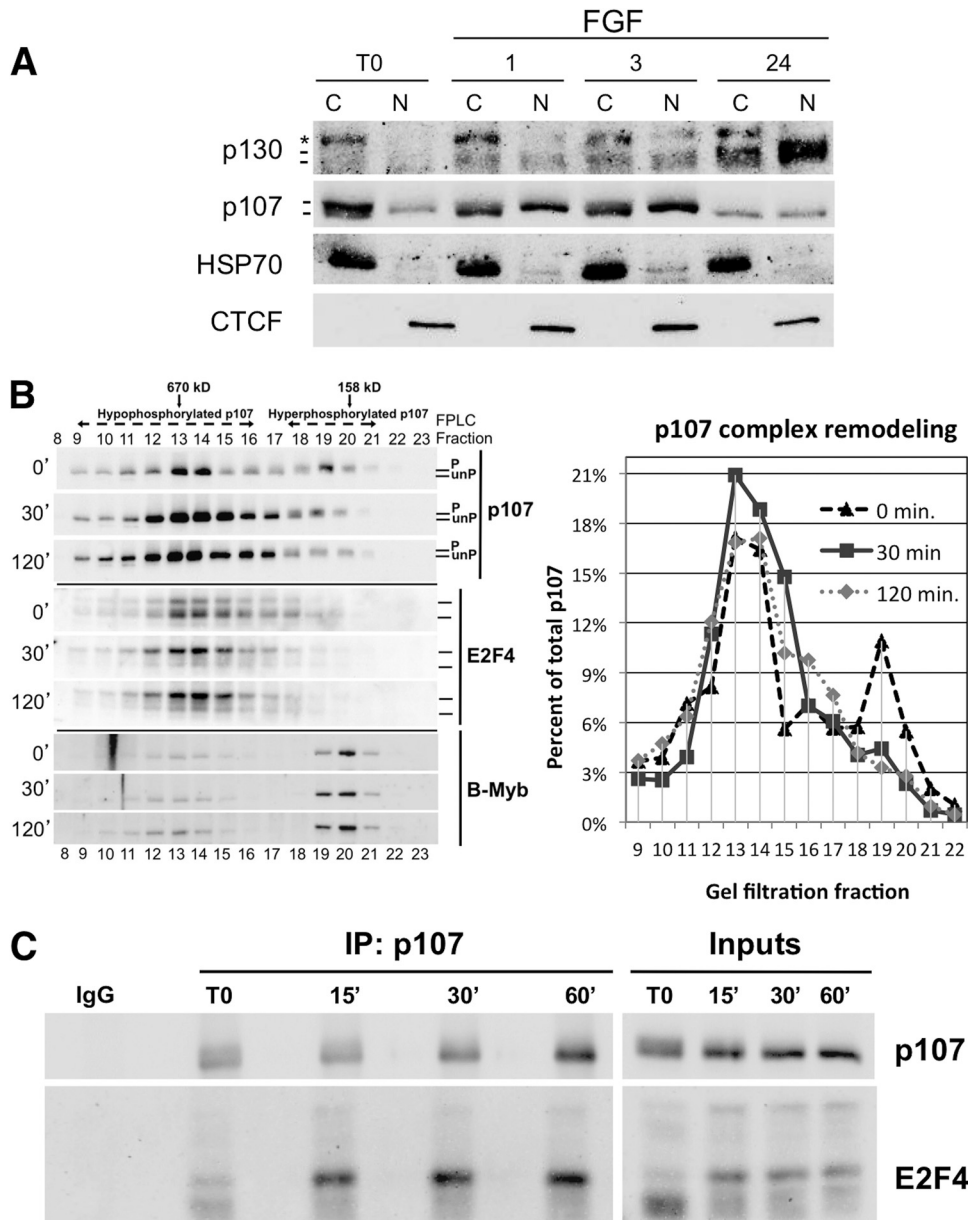 A
FGF
T0 1 3 24
C N C N C N C N
p130 *
p107
HSP70
CTCF
B
670 kD 158 kD
Hypophosphorylated p107 Hyperphosphorylated p107
FPLC
8 9 10 11 12 13 14 15 16 17 18 19 20 21 22 23 Fraction
0' P
unP
30' P
unP
p107
120' P
unP
0'
30' E2F4
120'
0'
30' B-Myb
120'
8 9 10 11 12 13 14 15 16 17 18 19 20 21 22 23
p107 complex remodeling
Percent of total p107
21%
18%
15%
12%
9%
6%
3%
0%
0 min.
30 min
120 min.
9 10 11 12 13 14 15 16 17 18 19 20 21 22
Gel filtration fraction
C
IP: p107 Inputs
IgG T0 15' 30' 60' T0 15' 30' 60'
p107
E2F4